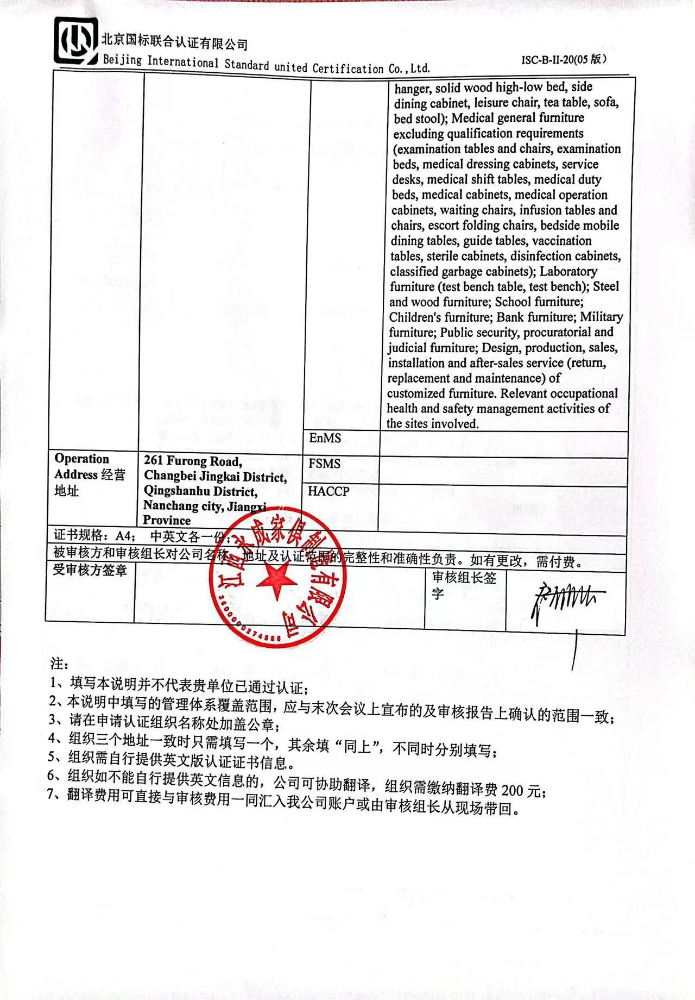 北京国标联合认证有限公司
Beijing International Standard united Certification Co.,Ltd.
ISC-B-II-20(05 版)
hanger, solid wood high-low bed, side
dining cabinet, leisure chair, tea table, sofa,
bed stool); Medical general furniture
excluding qualification requirements
(examination tables and chairs, examination
beds, medical dressing cabinets, service
desks, medical shift tables, medical duty
beds, medical cabinets, medical operation
cabinets, waiting chairs, infusion tables and
chairs, escort folding chairs, bedside mobile
dining tables, guide tables, vaccination
tables, sterile cabinets, disinfection cabinets,
classified garbage cabinets); Laboratory
furniture (test bench table, test bench); Steel
and wood furniture; School furniture;
Children's furniture; Bank furniture; Military
furniture; Public security, procuratorial and
judicial furniture; Design, production, sales,
installation and after-sales service (return,
replacement and maintenance) of
customized furniture. Relevant occupational
health and safety management activities of
the sites involved.
EnMS
Operation
Address 经营
地址
261 Furong Road,
Changbei Jingkai District,
Qingshanhu District,
Nanchang city, Jiangxi
Province
FSMS
HACCP
证书规格：A4； 中英文各一份；
被审核方和审核组长对公司名称、地址及认证范围的完整性和准确性负责。如有更改，需付费。
受审核方签章
江西永成家俱制造有限公司
3600000274886
审核组长签
字
注：
1、填写本说明并不代表贵单位已通过认证；
2、本说明中填写的管理体系覆盖范围，应与末次会议上宣布的及审核报告上确认的范围一致；
3、请在申请认证组织名称处加盖公章；
4、组织三个地址一致时只需填写一个，其余填“同上”，不同时分别填写；
5、组织需自行提供英文版认证证书信息。
6、组织如不能自行提供英文信息的，公司可协助翻译，组织需缴纳翻译费 200 元；
7、翻译费用可直接与审核费用一同汇入我公司账户或由审核组长从现场带回。